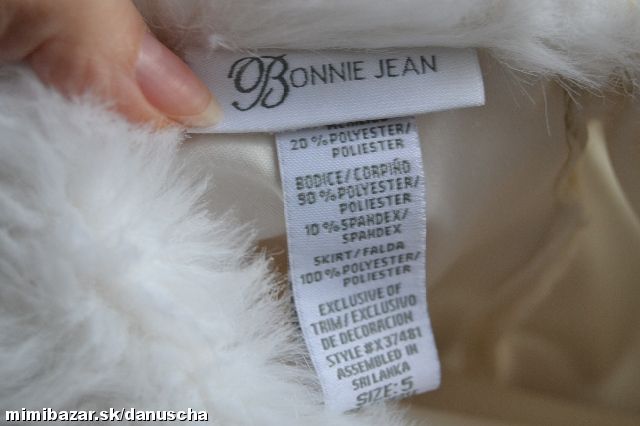 BONNIE JEAN
20% POLYESTER/
POLIESTER
BODICE/CORPIÑO
90% POLYESTER/
POLIESTER
10% SPANDEX/
SPANDEX
SKIRT/FALDA
100% POLYESTER/
POLIESTER
EXCLUSIVE OF
TRIM/EXCLUSIVO
DE DECORACION
STYLE#X37481
ASSEMBLED IN
SRI LANKA
SIZE: 5
mimibazar.sk/danuscha